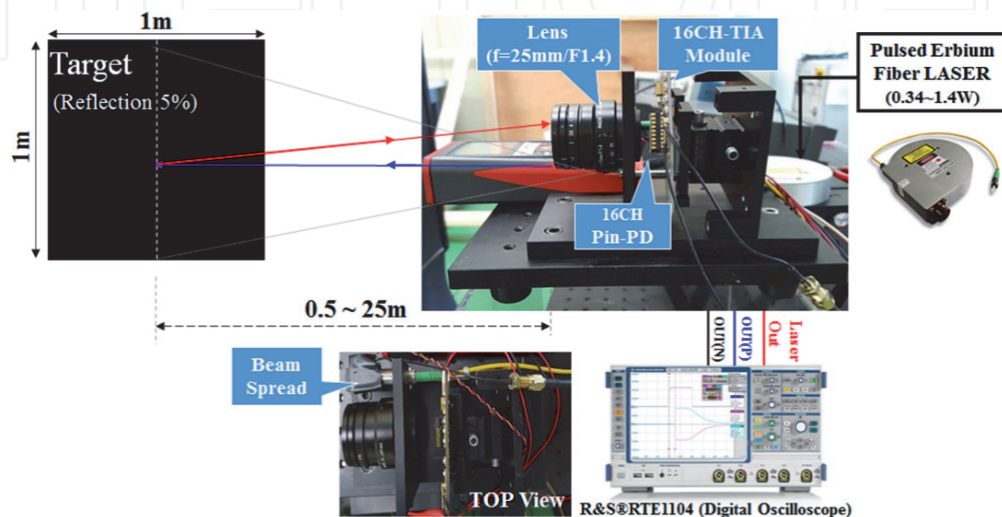 1m
1m
Target
(Reflection 5%)
Lens
(f=25mm/F1.4)
16CH-TIA
Module
Pulsed Erbium
Fiber LASER
(0.34~1.4W)
16CH
Pin-PD
0.5 ~ 25m
OUT(N)
OUT(P)
Laser
Out
Beam
Spread
TOP View
R&S®RTE1104 (Digital Oscilloscope)